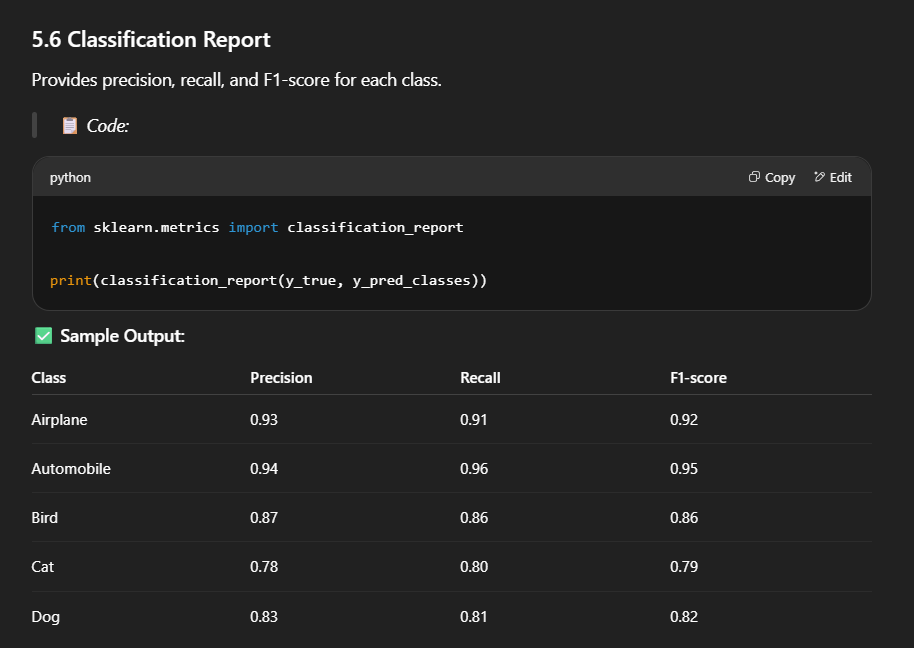 5.6 Classification Report
Provides precision, recall, and F1-score for each class.
📋 Code:
python Copy Edit
from sklearn.metrics import classification_report
print(classification_report(y_true, y_pred_classes))
✅ Sample Output:
Class Precision Recall F1-score
Airplane 0.93 0.91 0.92
Automobile 0.94 0.96 0.95
Bird 0.87 0.86 0.86
Cat 0.78 0.80 0.79
Dog 0.83 0.81 0.82